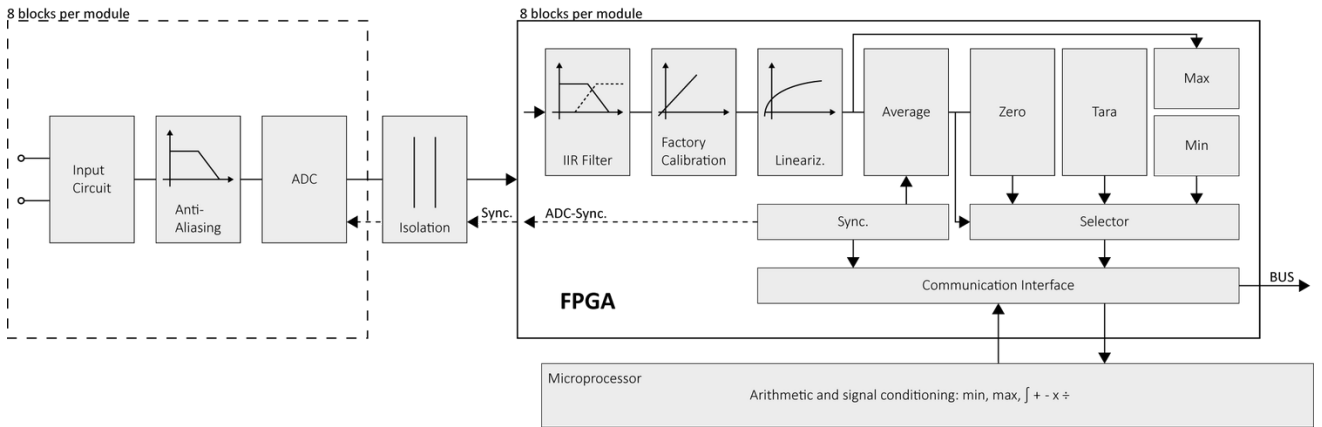 8 blocks per module
8 blocks per module
Input
Circuit
Anti-
Aliasing
ADC
Isolation
Sync.
ADC-Sync.
IIR Filter
Factory
Calibration
Lineariz.
Average
Zero
Tara
Max
Min
Sync.
Selector
Communication Interface
BUS
FPGA
Microprocessor
Arithmetic and signal conditioning: min, max, ∫ + - x ÷